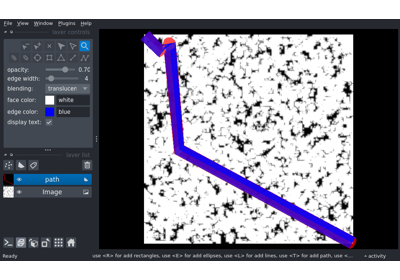 File View Window Plugins Help
layer controls
opacity: 0.70
edge width: 4
blending: translucen
face color: white
edge color: blue
display text:
layer list
path
Image
Ready
use <R> for add rectangles, use <E> for add ellipses, use <L> for add lines, use <T> for add path, use <...
activity